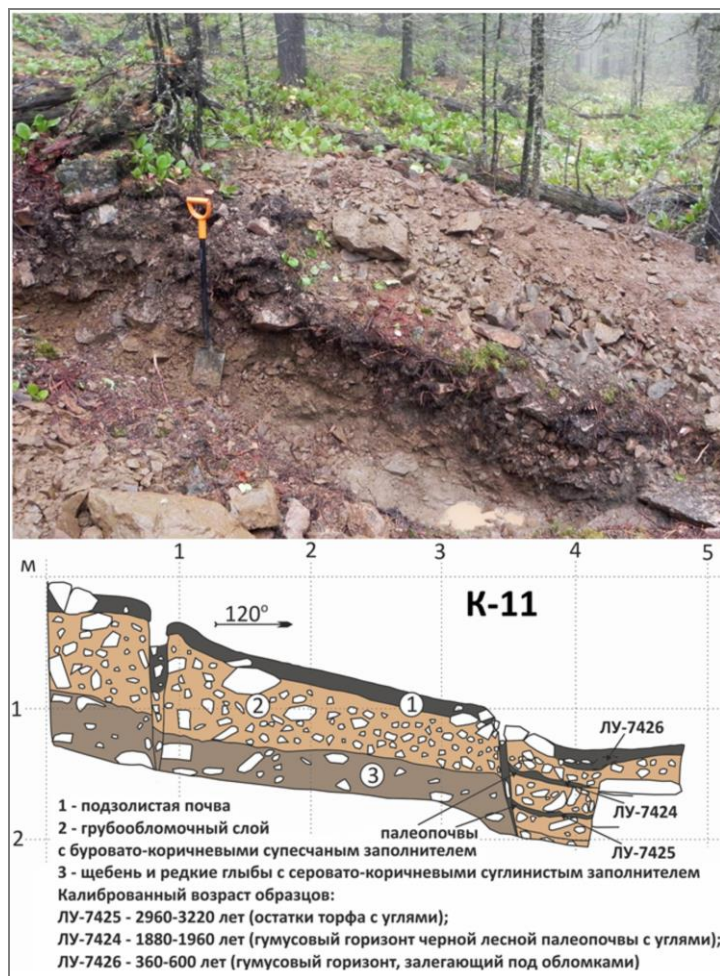 1 2 3 4 5
м
К-11
120°
1
2
1
2
3
ЛУ-7426
ЛУ-7424
ЛУ-7425
палеопочвы
1 - подзолистая почва
2 - грубообломочный слой
с буровато-коричневыми супесчаным заполнителем
3 - щебень и редкие глыбы с серовато-коричневыми суглинистым заполнителем
Калиброванный возраст образцов:
ЛУ-7425 - 2960-3220 лет (остатки торфа с углями);
ЛУ-7424 - 1880-1960 лет (гумусовый горизонт черной лесной палеопочвы с углями);
ЛУ-7426 - 360-600 лет (гумусовый горизонт, залегающий под обломками)